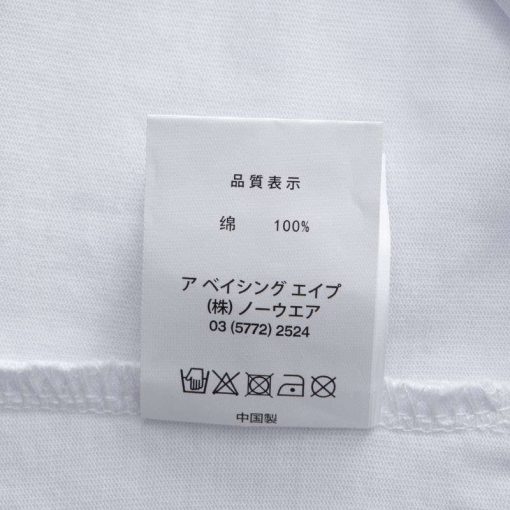 品質表示
绵 100%
ア ベイシング エイプ
(株) ノーウエア
03 (5772) 2524
中国製